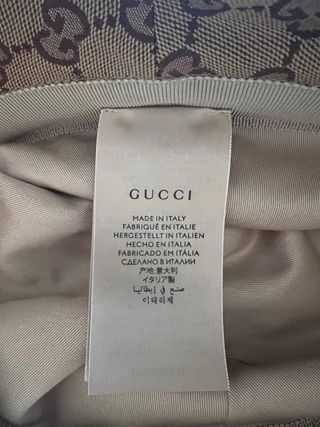 GUCCI
MADE IN ITALY
FABRIQUÉ EN ITALIE
HERGESTELLT IN ITALIEN
HECHO EN ITALIA
FABRICADO EM ITÁLIA
СДЕЛАНО В ИТАЛИИ
产地:意大利
イタリア製
صنع في إيطاليا
이태리제